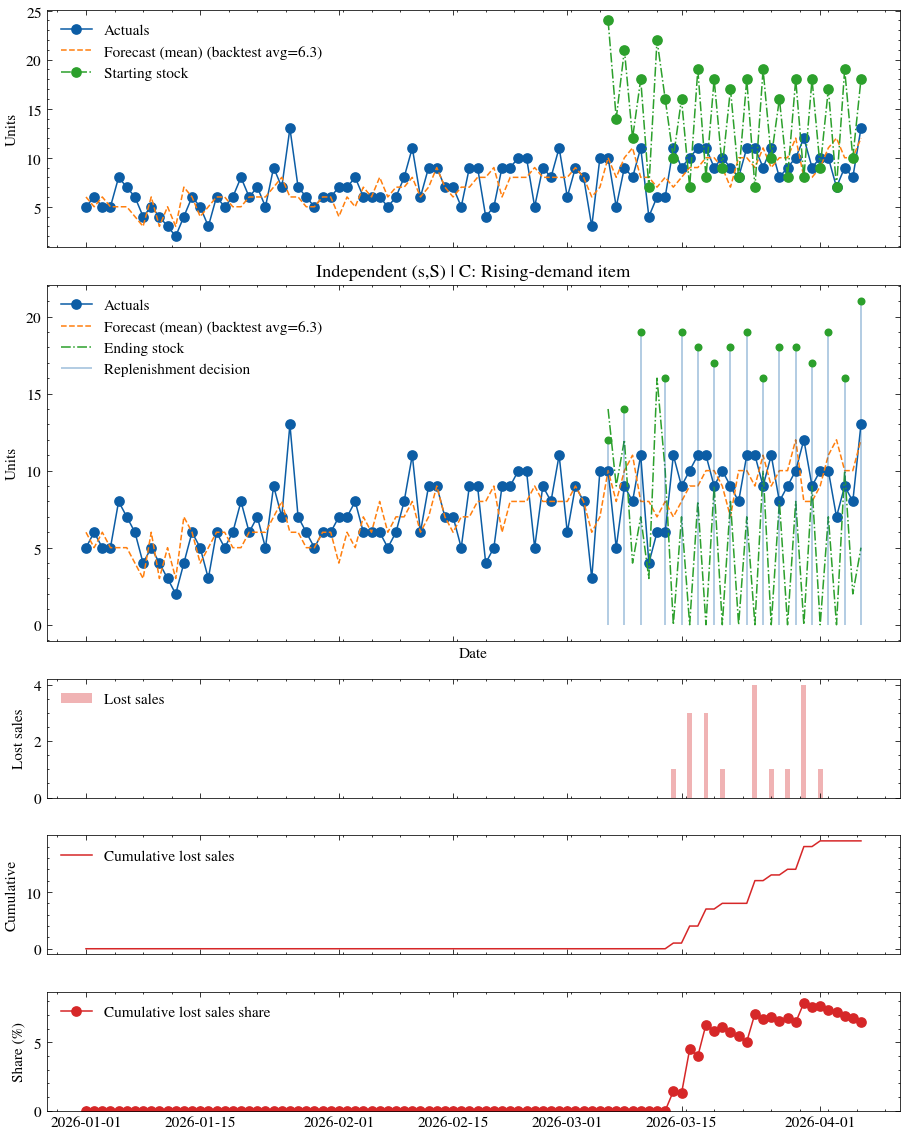 25
20
15
10
5
Units
Actuals
Forecast (mean) (backtest avg=6.3)
Starting stock
Independent (s,S) | C: Rising-demand item
20
15
10
5
0
Units
Actuals
Forecast (mean) (backtest avg=6.3)
Ending stock
Replenishment decision
Date
4
2
0
Lost sales
Lost sales
10
0
Cumulative
Cumulative lost sales
5
0
Share (%)
Cumulative lost sales share
2026-01-01 2026-01-15 2026-02-01 2026-02-15 2026-03-01 2026-03-15 2026-04-01